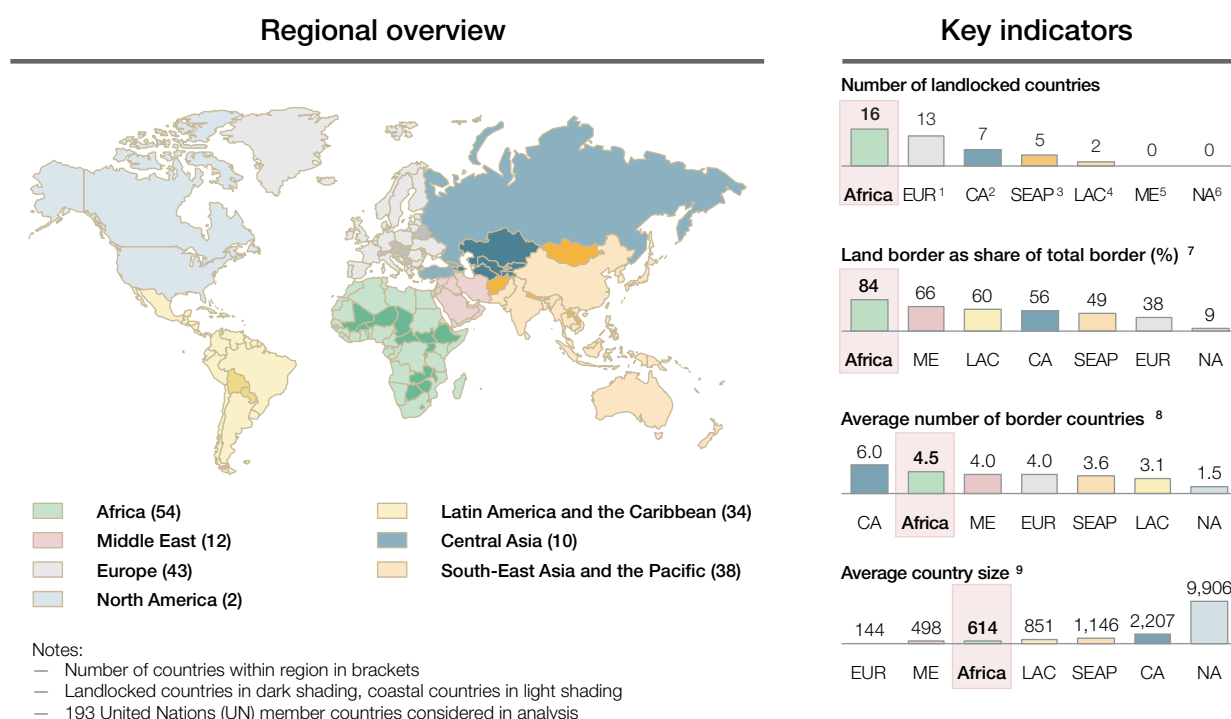 Regional overview
Africa (54)
Middle East (12)
Europe (43)
North America (2)
Latin America and the Caribbean (34)
Central Asia (10)
South-East Asia and the Pacific (38)
Notes:
— Number of countries within region in brackets
— Landlocked countries in dark shading, coastal countries in light shading
— 193 United Nations (UN) member countries considered in analysis
Key indicators
Number of landlocked countries
16 13 7 5 2 0 0
Africa EUR¹ CA² SEAP³ LAC⁴ ME⁵ NA⁶
Land border as share of total border (%) ⁷
84 66 60 56 49 38 9
Africa ME LAC CA SEAP EUR NA
Average number of border countries ⁸
6.0 4.5 4.0 4.0 3.6 3.1 1.5
CA Africa ME EUR SEAP LAC NA
Average country size ⁹
144 498 614 851 1,146 2,207 9,906
EUR ME Africa LAC SEAP CA NA